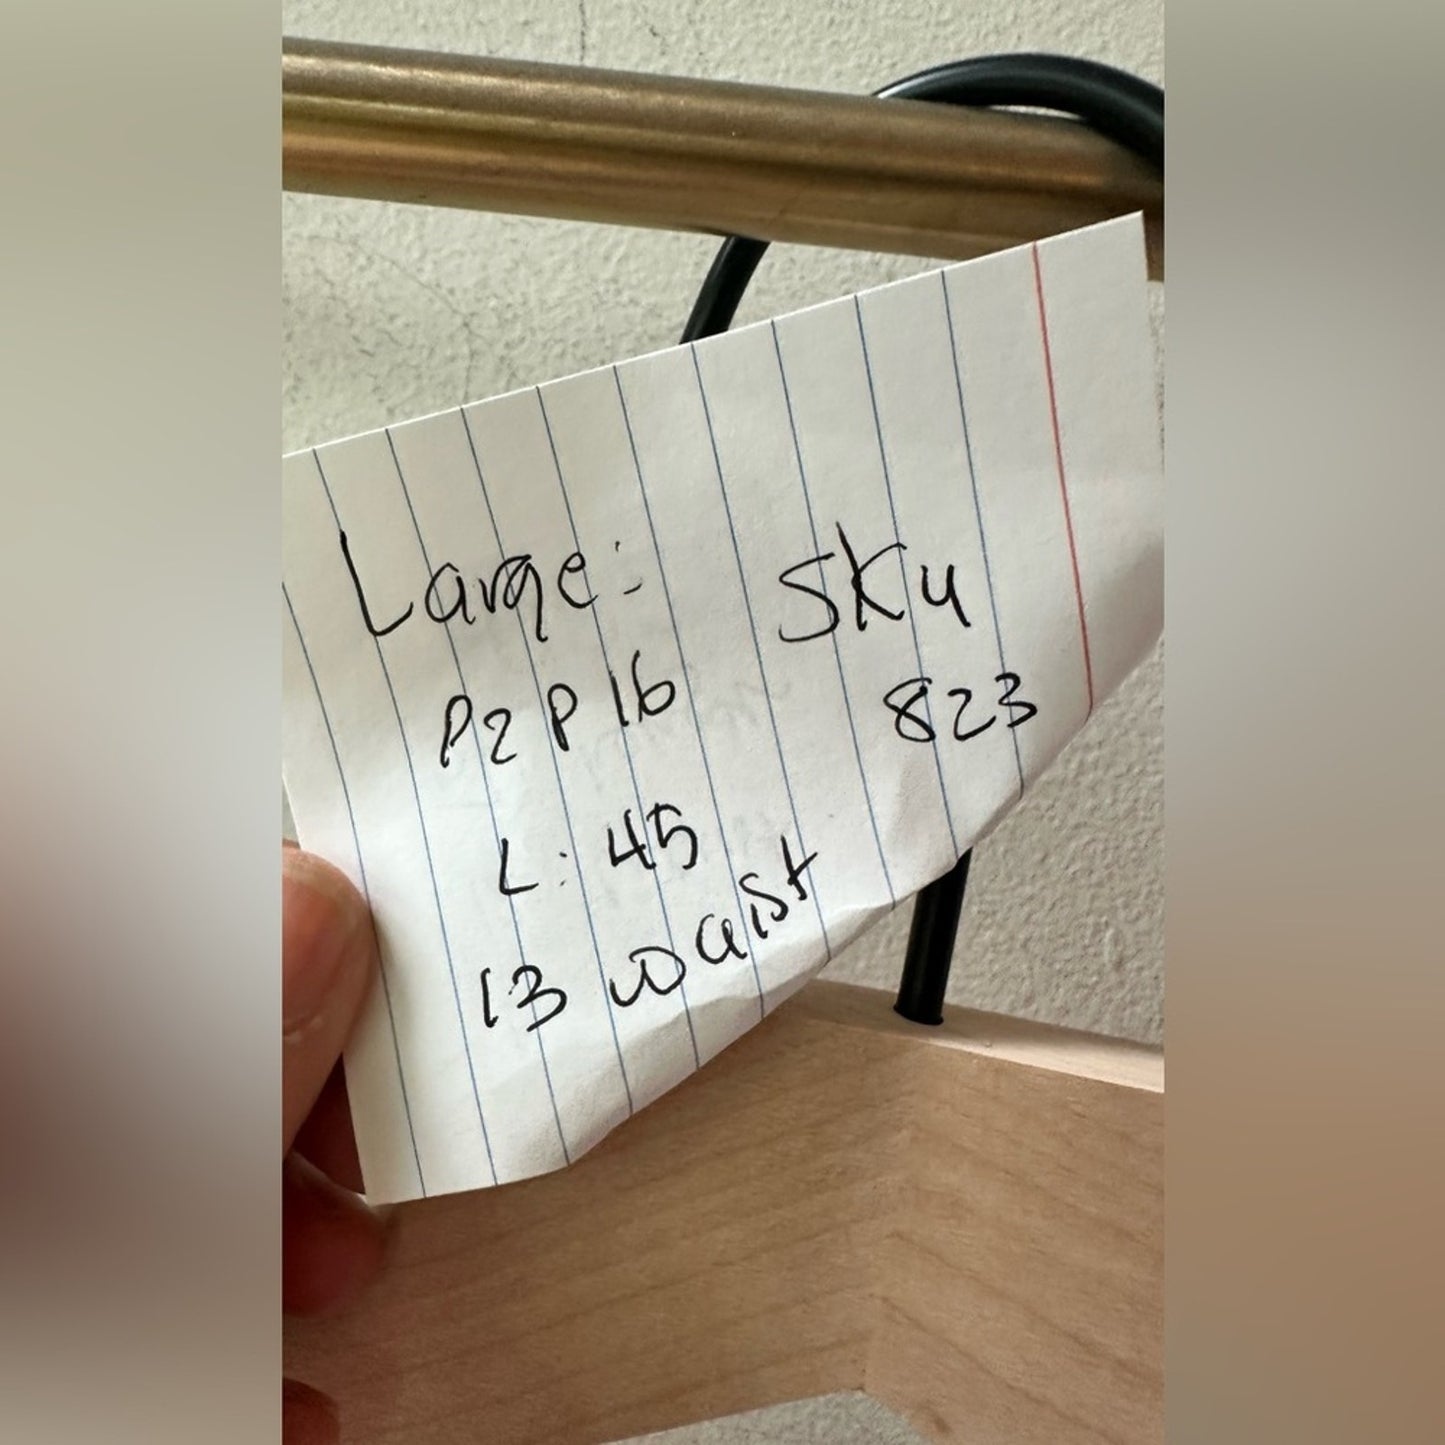 Large:
P2P 16
L: 45
13 waist
SKU
823